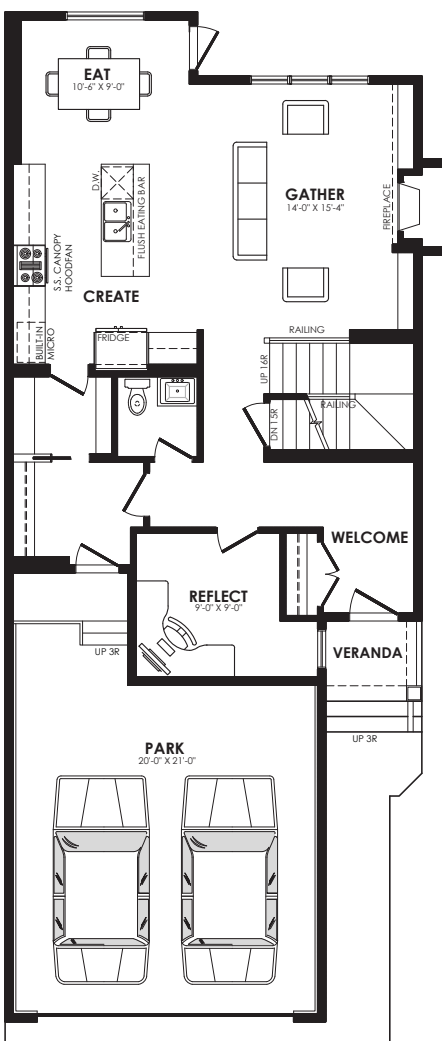 EAT
10'-6" X 9'-0"
D.W.
FLUSH EATING BAR
GATHER
14'-0" X 15'-4"
FIREPLACE
S.S. CANOPY
HOODFAN
CREATE
BUILT-IN
MICRO
FRIDGE
RAILING
UP 16R
RAILING
DN 15R
WELCOME
REFLECT
9'-0" X 9'-0"
VERANDA
UP 3R
UP 3R
PARK
20'-0" X 21'-0"